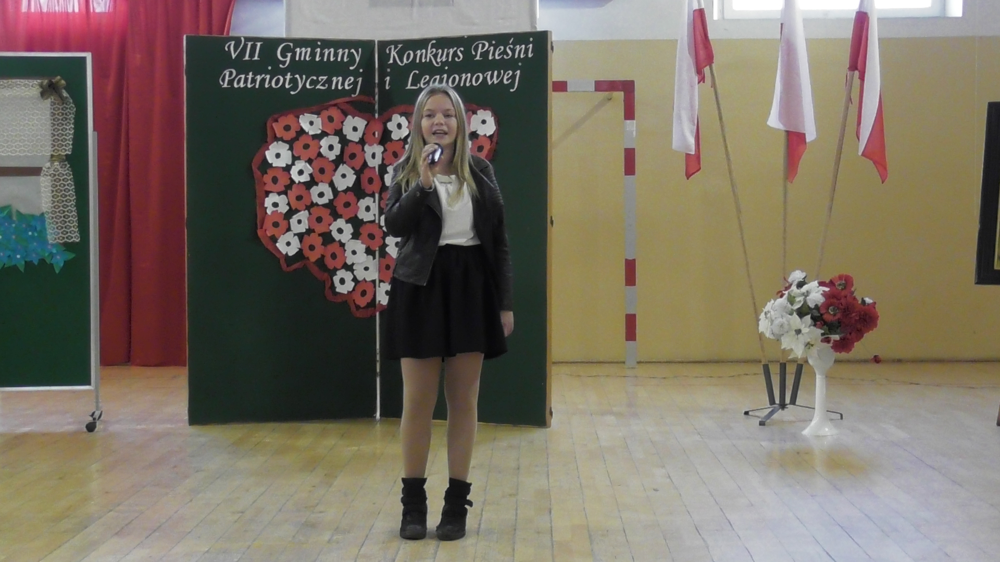 VII Gminny Konkurs Pieśni
Patriotycznej i Legionowej